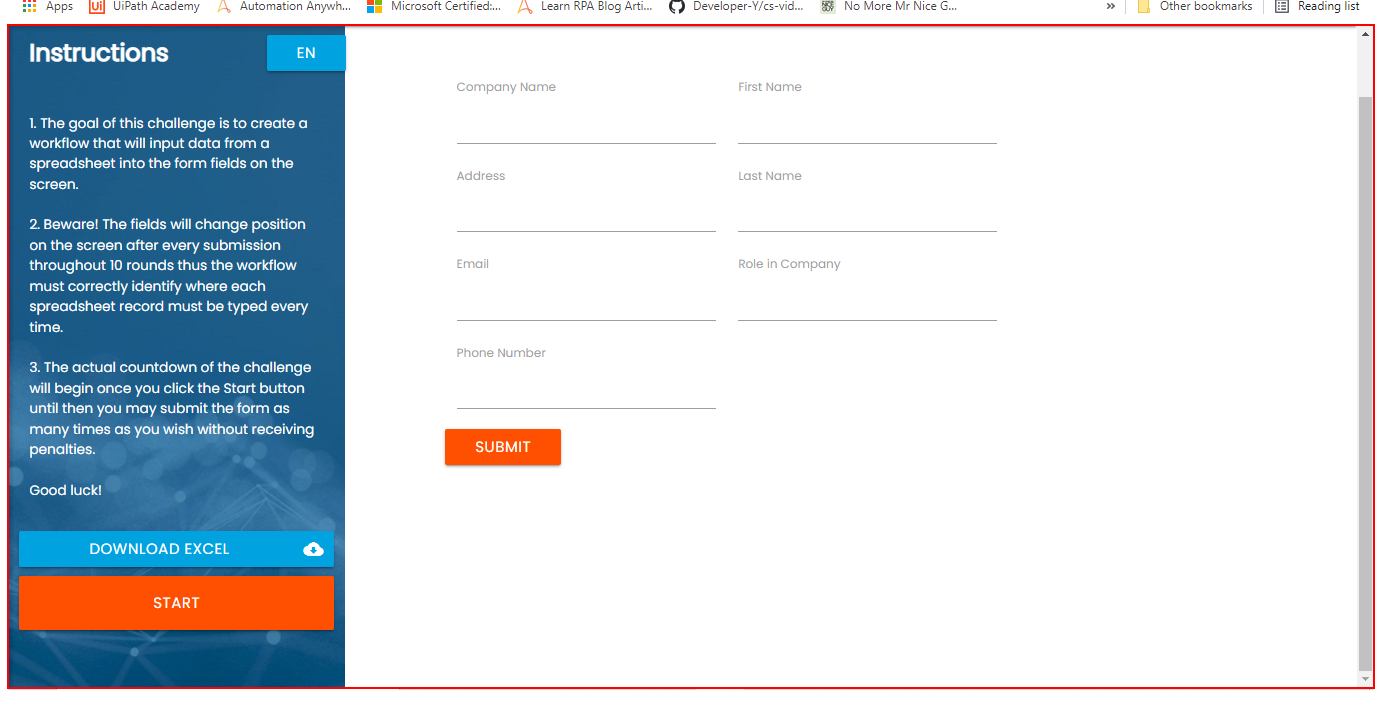 Apps UiPath Academy Automation Anywh... Microsoft Certified:... Learn RPA Blog Arti... Developer-Y/cs-vid... No More Mr Nice G... » Other bookmarks Reading list
Instructions EN
1. The goal of this challenge is to create a
workflow that will input data from a
spreadsheet into the form fields on the
screen.
2. Beware! The fields will change position
on the screen after every submission
throughout 10 rounds thus the workflow
must correctly identify where each
spreadsheet record must be typed every
time.
3. The actual countdown of the challenge
will begin once you click the Start button
until then you may submit the form as
many times as you wish without receiving
penalties.
Good luck!
DOWNLOAD EXCEL
START
Company Name First Name
Address Last Name
Email Role in Company
Phone Number
SUBMIT